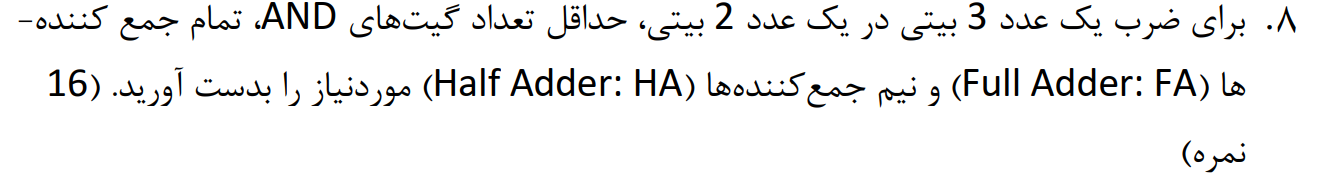 ۸. برای ضرب یک عدد 3 بیتی در یک عدد 2 بیتی، حداقل تعداد گیت‌های AND، تمام جمع کننده-
ها (Full Adder: FA) و نیم جمع‌کننده‌ها (Half Adder: HA) موردنیاز را بدست آورید. (16
نمره)